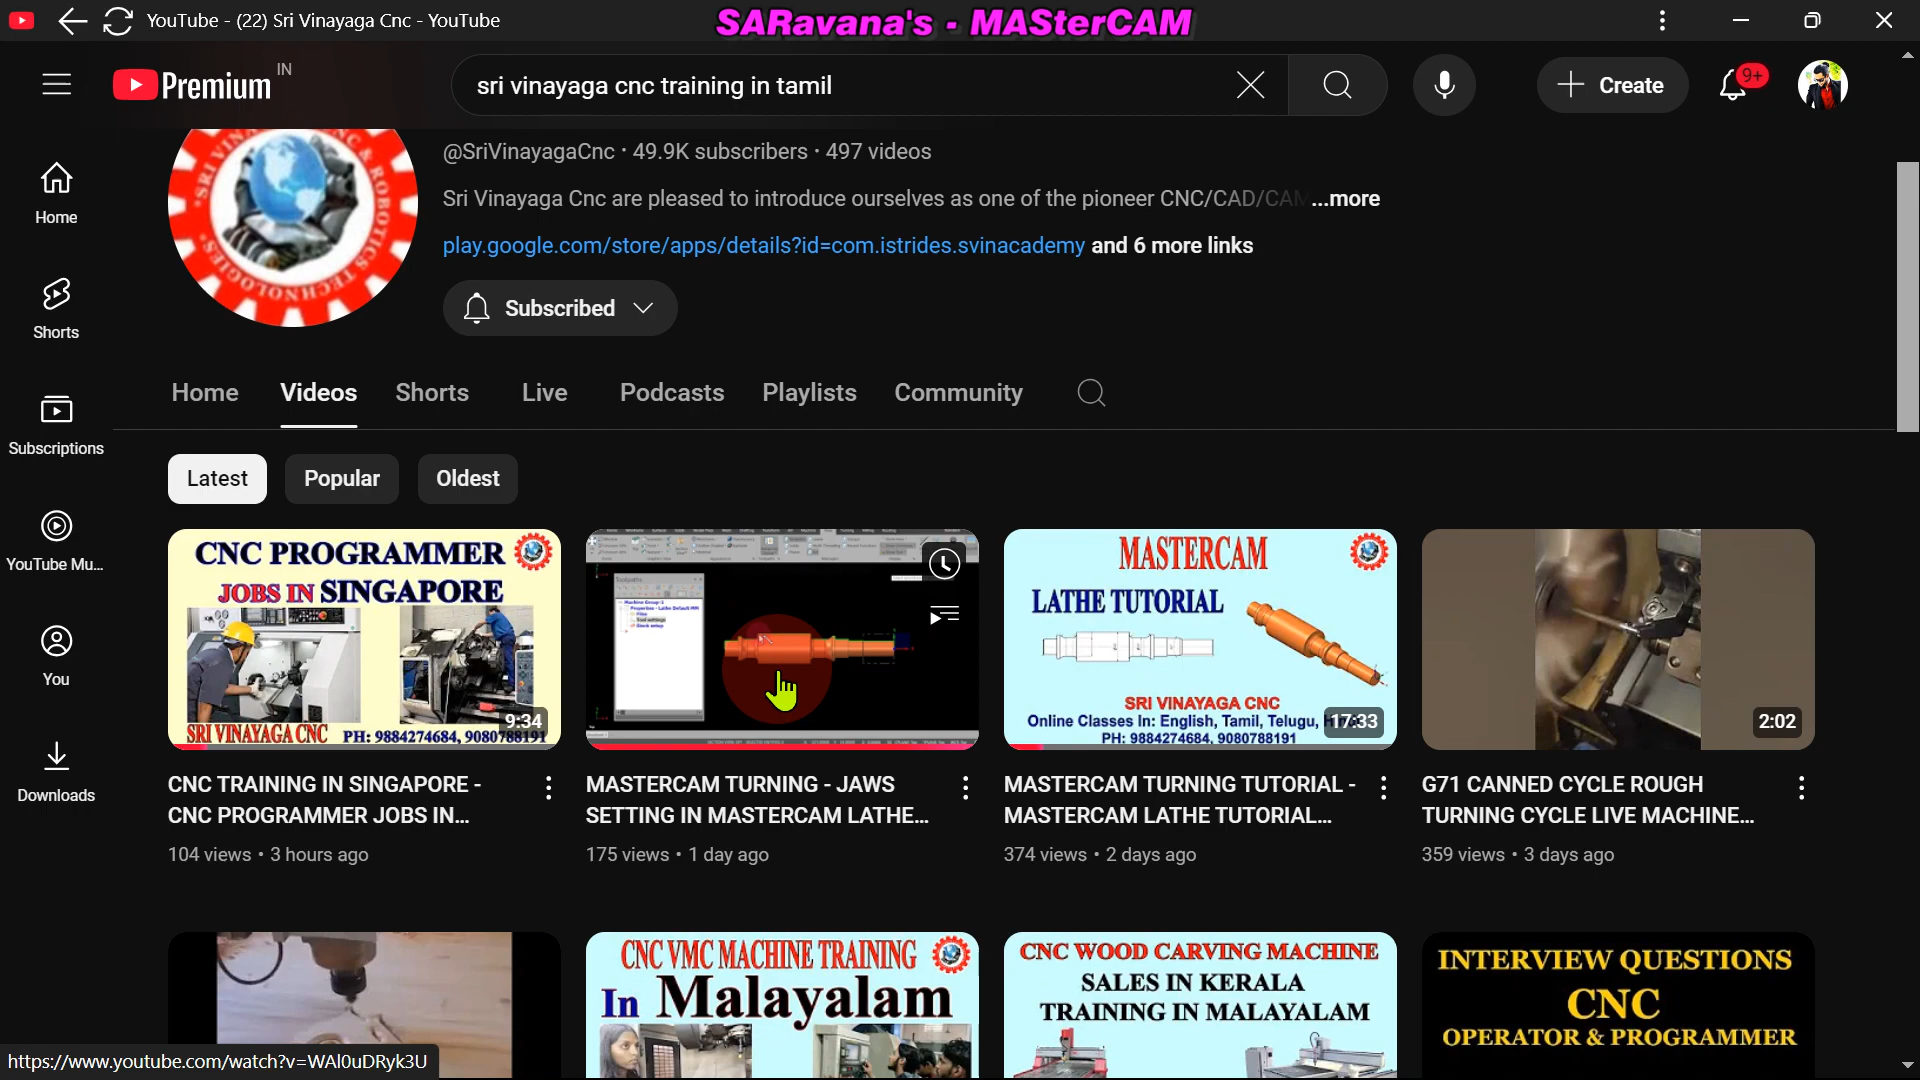 YouTube - (22) Sri Vinayaga Cnc - YouTube
SARavana's - MASterCAM
Premium IN
sri vinayaga cnc training in tamil
Create
9+
@SriVinayagaCnc · 49.9K subscribers · 497 videos
Sri Vinayaga Cnc are pleased to introduce ourselves as one of the pioneer CNC/CAD/CAM ...more
play.google.com/store/apps/details?id=com.istrides.svinacademy and 6 more links
Subscribed
Home
Shorts
Subscriptions
YouTube Mu...
You
Downloads
Home Videos Shorts Live Podcasts Playlists Community
Latest Popular Oldest
CNC PROGRAMMER
JOBS IN SINGAPORE
9:34
SRI VINAYAGA CNC PH: 9884274684, 9080788191
Toolpaths
MASTERCAM
LATHE TUTORIAL
SRI VINAYAGA CNC
Online Classes In: English, Tamil, Telugu,
17:33
PH: 9884274684, 9080788191
2:02
CNC TRAINING IN SINGAPORE -
CNC PROGRAMMER JOBS IN...
104 views · 3 hours ago
MASTERCAM TURNING - JAWS
SETTING IN MASTERCAM LATHE...
175 views · 1 day ago
MASTERCAM TURNING TUTORIAL -
MASTERCAM LATHE TUTORIAL...
374 views · 2 days ago
G71 CANNED CYCLE ROUGH
TURNING CYCLE LIVE MACHINE...
359 views · 3 days ago
CNC VMC MACHINE TRAINING
In Malayalam
CNC WOOD CARVING MACHINE
SALES IN KERALA
TRAINING IN MALAYALAM
INTERVIEW QUESTIONS
CNC
OPERATOR & PROGRAMMER
https://www.youtube.com/watch?v=WAl0uDRyk3U